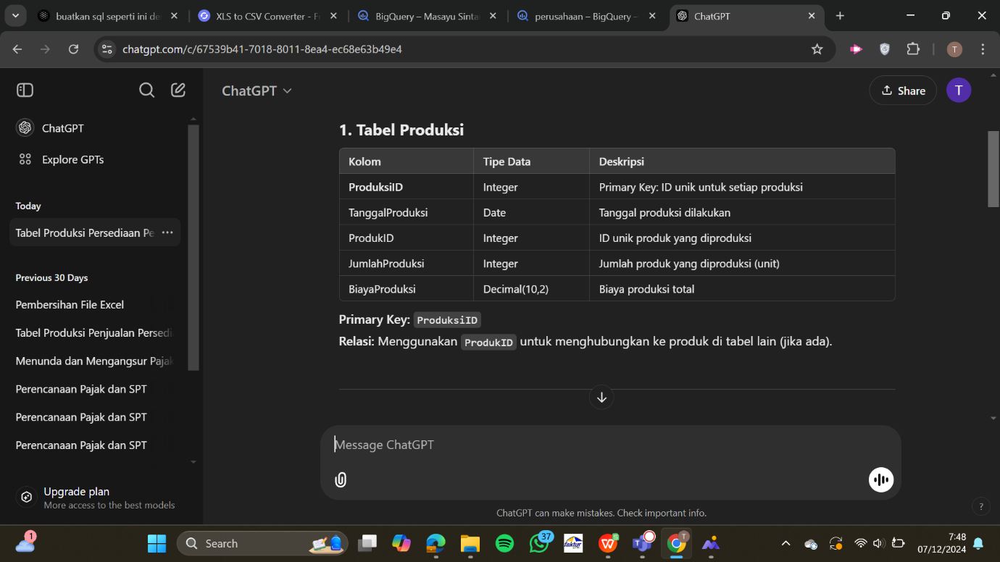 buatkan sql seperti ini de
XLS to CSV Converter - Fr
BigQuery – Masayu Sinta
perusahaan – BigQuery –
ChatGPT
chatgpt.com/c/67539b41-7018-8011-8ea4-ec68e63b49e4
T
ChatGPT
Share
T
ChatGPT
Explore GPTs
Today
Tabel Produksi Persediaan Pe
Previous 30 Days
Pembersihan File Excel
Tabel Produksi Penjualan Persedi
Menunda dan Mengangsur Pajak
Perencanaan Pajak dan SPT
Perencanaan Pajak dan SPT
Perencanaan Pajak dan SPT
Upgrade plan
More access to the best models
1. Tabel Produksi
Kolom Tipe Data Deskripsi
ProduksiID Integer Primary Key: ID unik untuk setiap produksi
TanggalProduksi Date Tanggal produksi dilakukan
ProdukID Integer ID unik produk yang diproduksi
JumlahProduksi Integer Jumlah produk yang diproduksi (unit)
BiayaProduksi Decimal(10,2) Biaya produksi total
Primary Key: ProduksiID
Relasi: Menggunakan ProdukID untuk menghubungkan ke produk di tabel lain (jika ada).
Message ChatGPT
ChatGPT can make mistakes. Check important info.
?
1
Search
37
faktur
7:48
07/12/2024